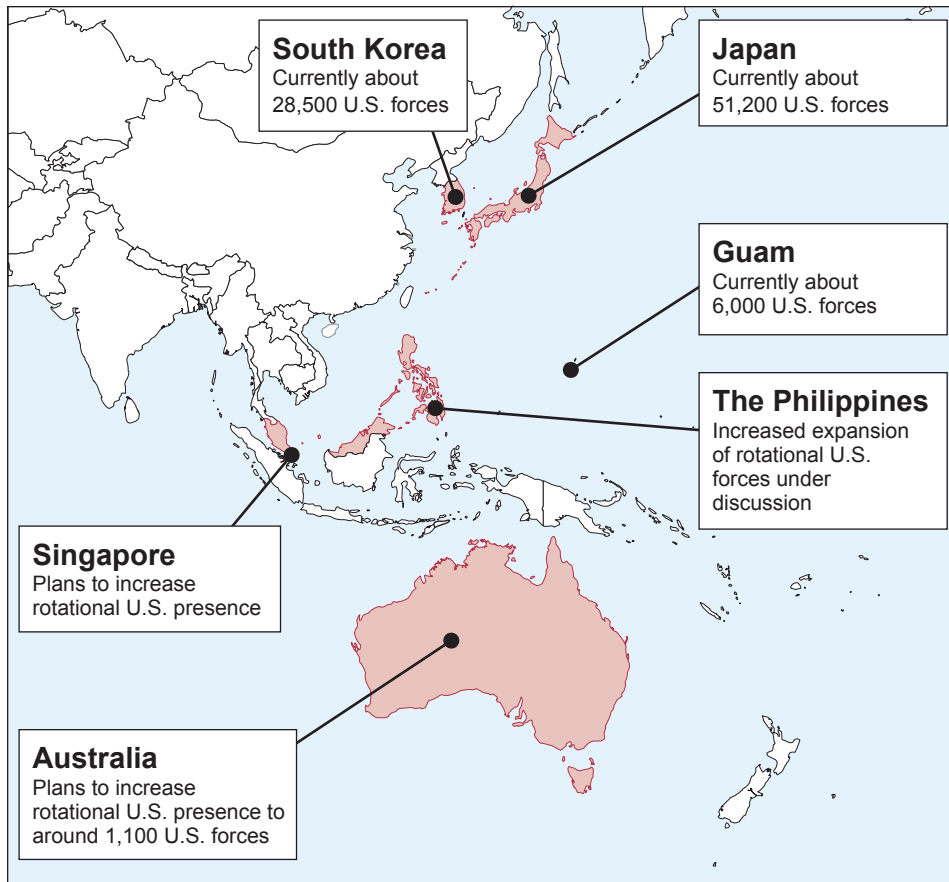 South Korea
Currently about
28,500 U.S. forces
Japan
Currently about
51,200 U.S. forces
Guam
Currently about
6,000 U.S. forces
The Philippines
Increased expansion
of rotational U.S.
forces under
discussion
Singapore
Plans to increase
rotational U.S. presence
Australia
Plans to increase
rotational U.S. presence to
around 1,100 U.S. forces